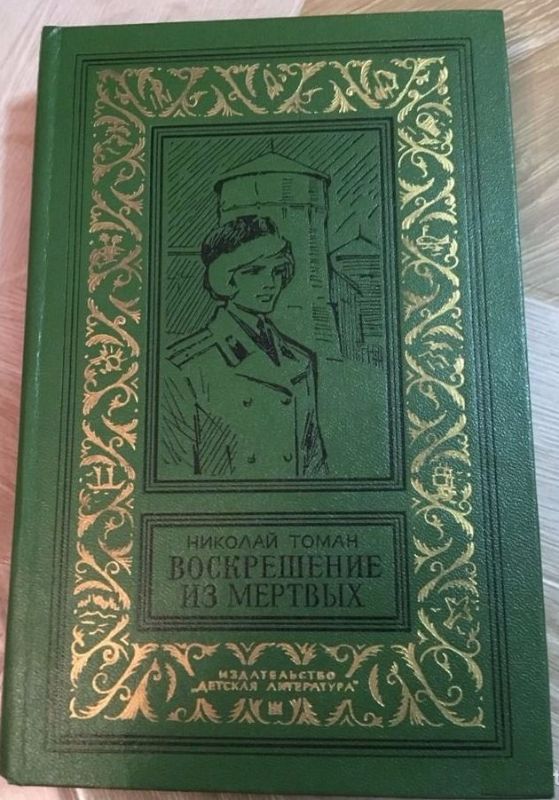 НИКОЛАЙ ТОМАН
ВОСКРЕШЕНИЕ
ИЗ МЕРТВЫХ
ИЗДАТЕЛЬСТВО
„ДЕТСКАЯ ЛИТЕРАТУРА"